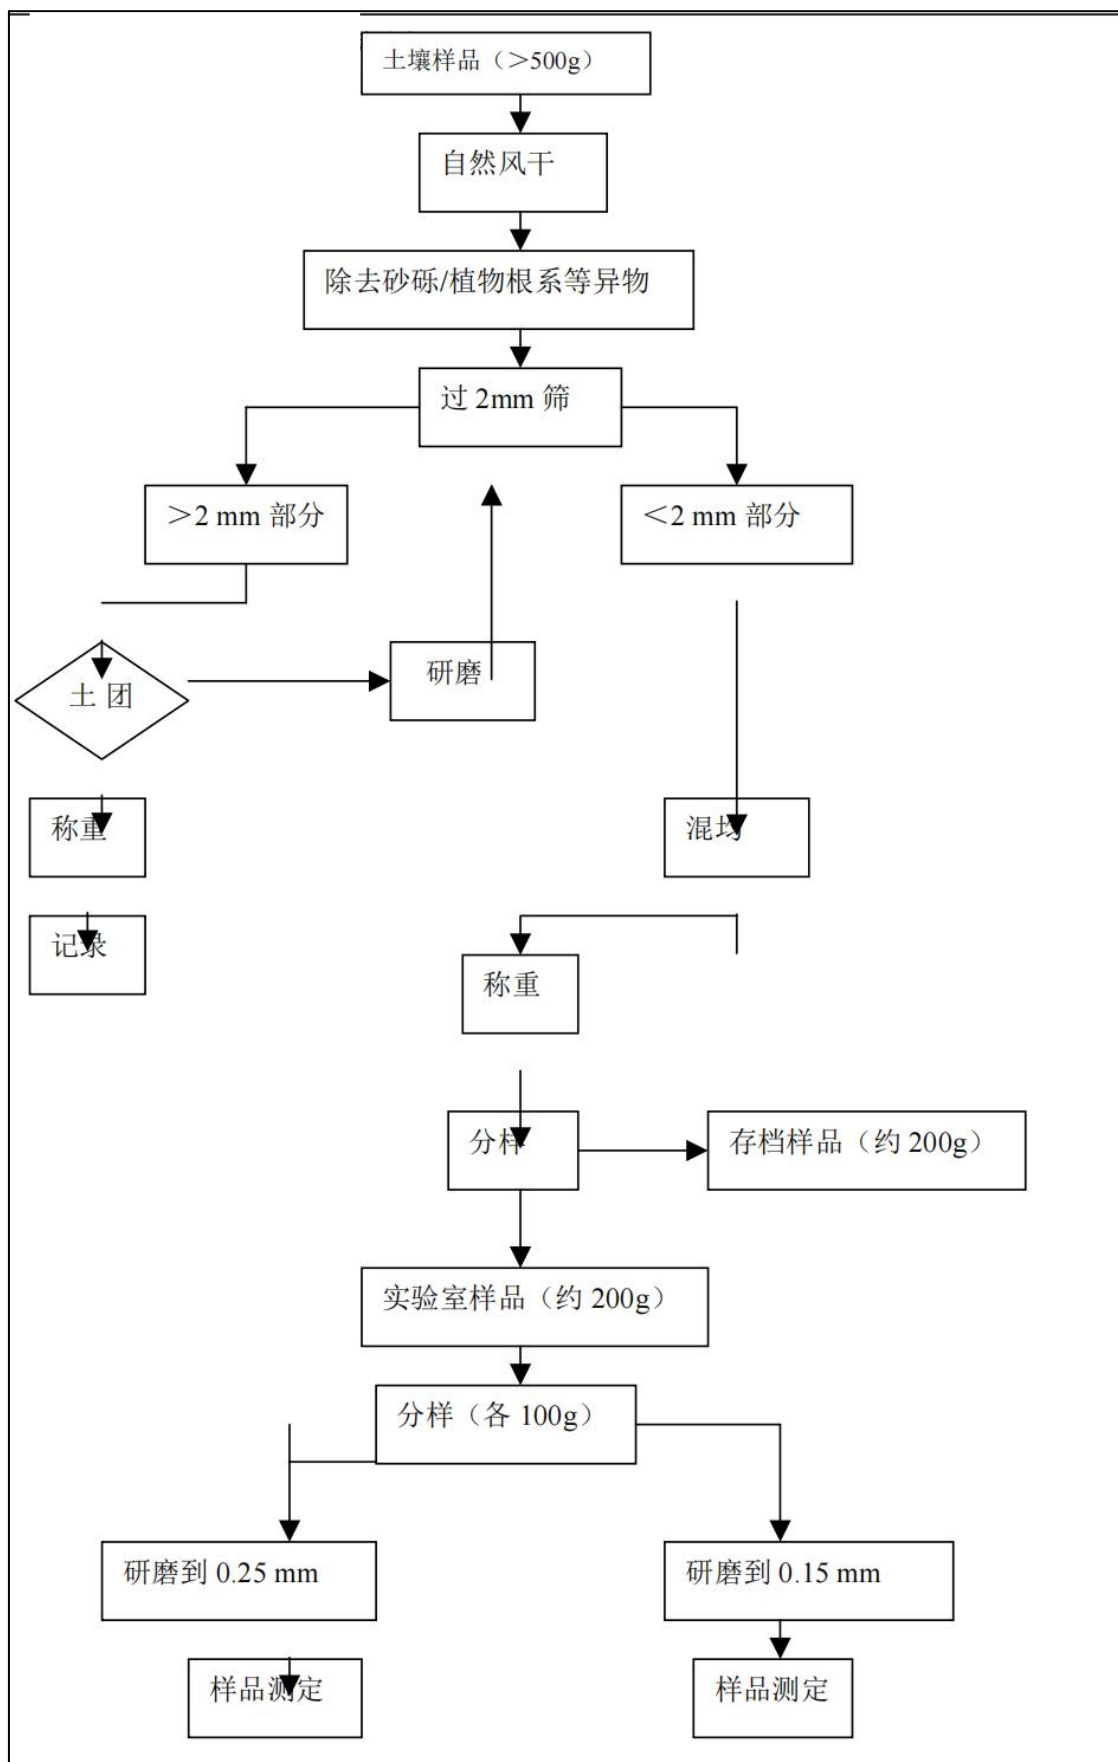 土壤样品（＞500g）
自然风干
除去砂砾/植物根系等异物
过 2mm 筛
＞2 mm 部分
＜2 mm 部分
土 团
研磨
称重
混均
记录
称重
分样
存档样品（约 200g）
实验室样品（约 200g）
分样（各 100g）
研磨到 0.25 mm
研磨到 0.15 mm
样品测定
样品测定